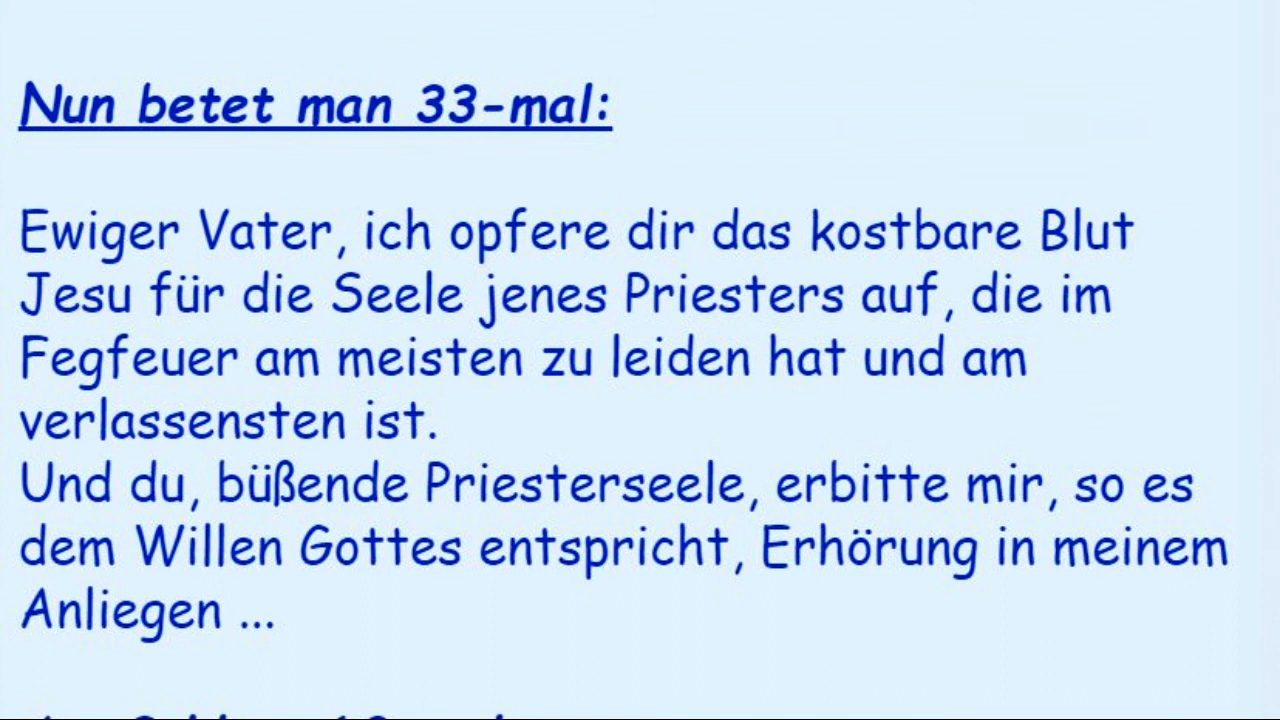 Nun betet man 33-mal:
Ewiger Vater, ich opfere dir das kostbare Blut
Jesu für die Seele jenes Priesters auf, die im
Fegfeuer am meisten zu leiden hat und am
verlassensten ist.
Und du, büßende Priesterseele, erbitte mir, so es
dem Willen Gottes entspricht, Erhörung in meinem
Anliegen ...